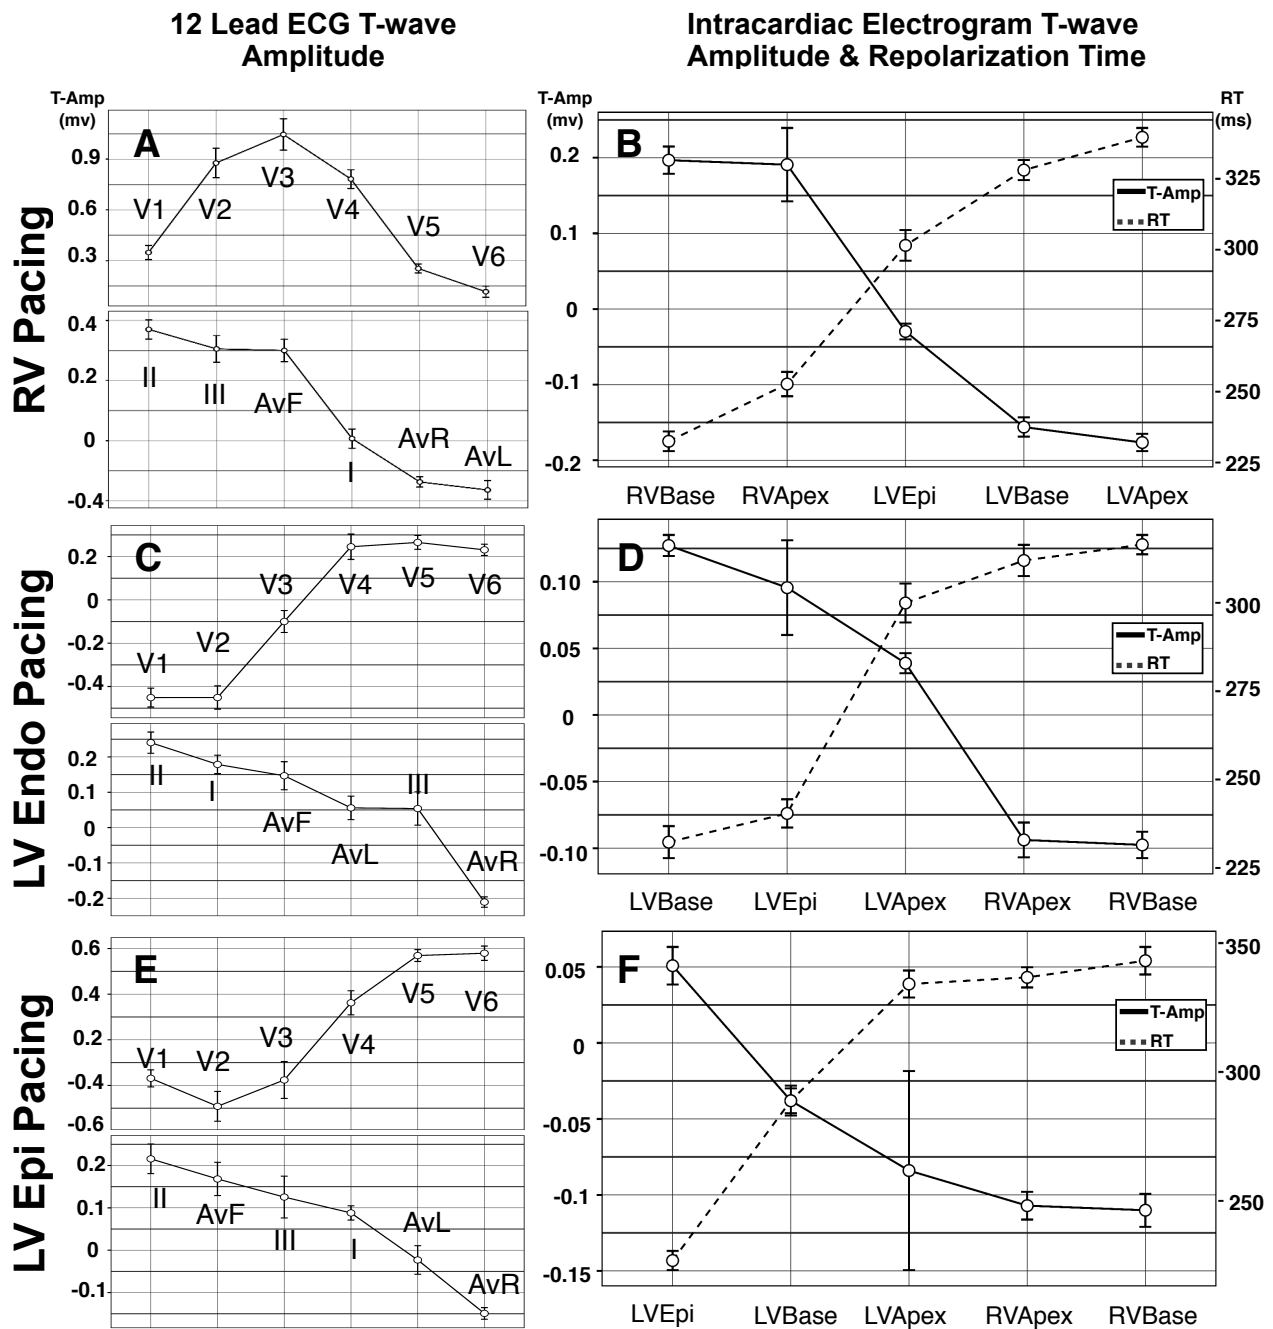 12 Lead ECG T-wave
Amplitude
Intracardiac Electrogram T-wave
Amplitude & Repolarization Time
RV Pacing
T-Amp
(mv)
A
0.9
0.6
0.3
V1
V2
V3
V4
V5
V6
0.4
0.2
0
-0.4
II
III
AvF
I
AvR
AvL
T-Amp
(mv)
RT
(ms)
B
0.2
0.1
0
-0.1
-0.2
325
300
275
250
225
T-Amp
RT
RVBase
RVApex
LVEpi
LVBase
LVApex
LV Endo Pacing
C
0.2
0
-0.2
-0.4
V1
V2
V3
V4
V5
V6
0.2
0.1
0
-0.1
-0.2
II
I
AvF
AvL
III
AvR
D
0.10
0.05
0
-0.05
-0.10
300
275
250
225
T-Amp
RT
LVBase
LVEpi
LVApex
RVApex
RVBase
LV Epi Pacing
E
0.6
0.4
0.2
-0.4
-0.6
V1
V2
V3
V4
V5
V6
0.2
0.1
0
-0.1
II
AvF
III
I
AvL
AvR
F
0.05
0
-0.05
-0.1
-0.15
350
300
250
T-Amp
RT
LVEpi
LVBase
LVApex
RVApex
RVBase